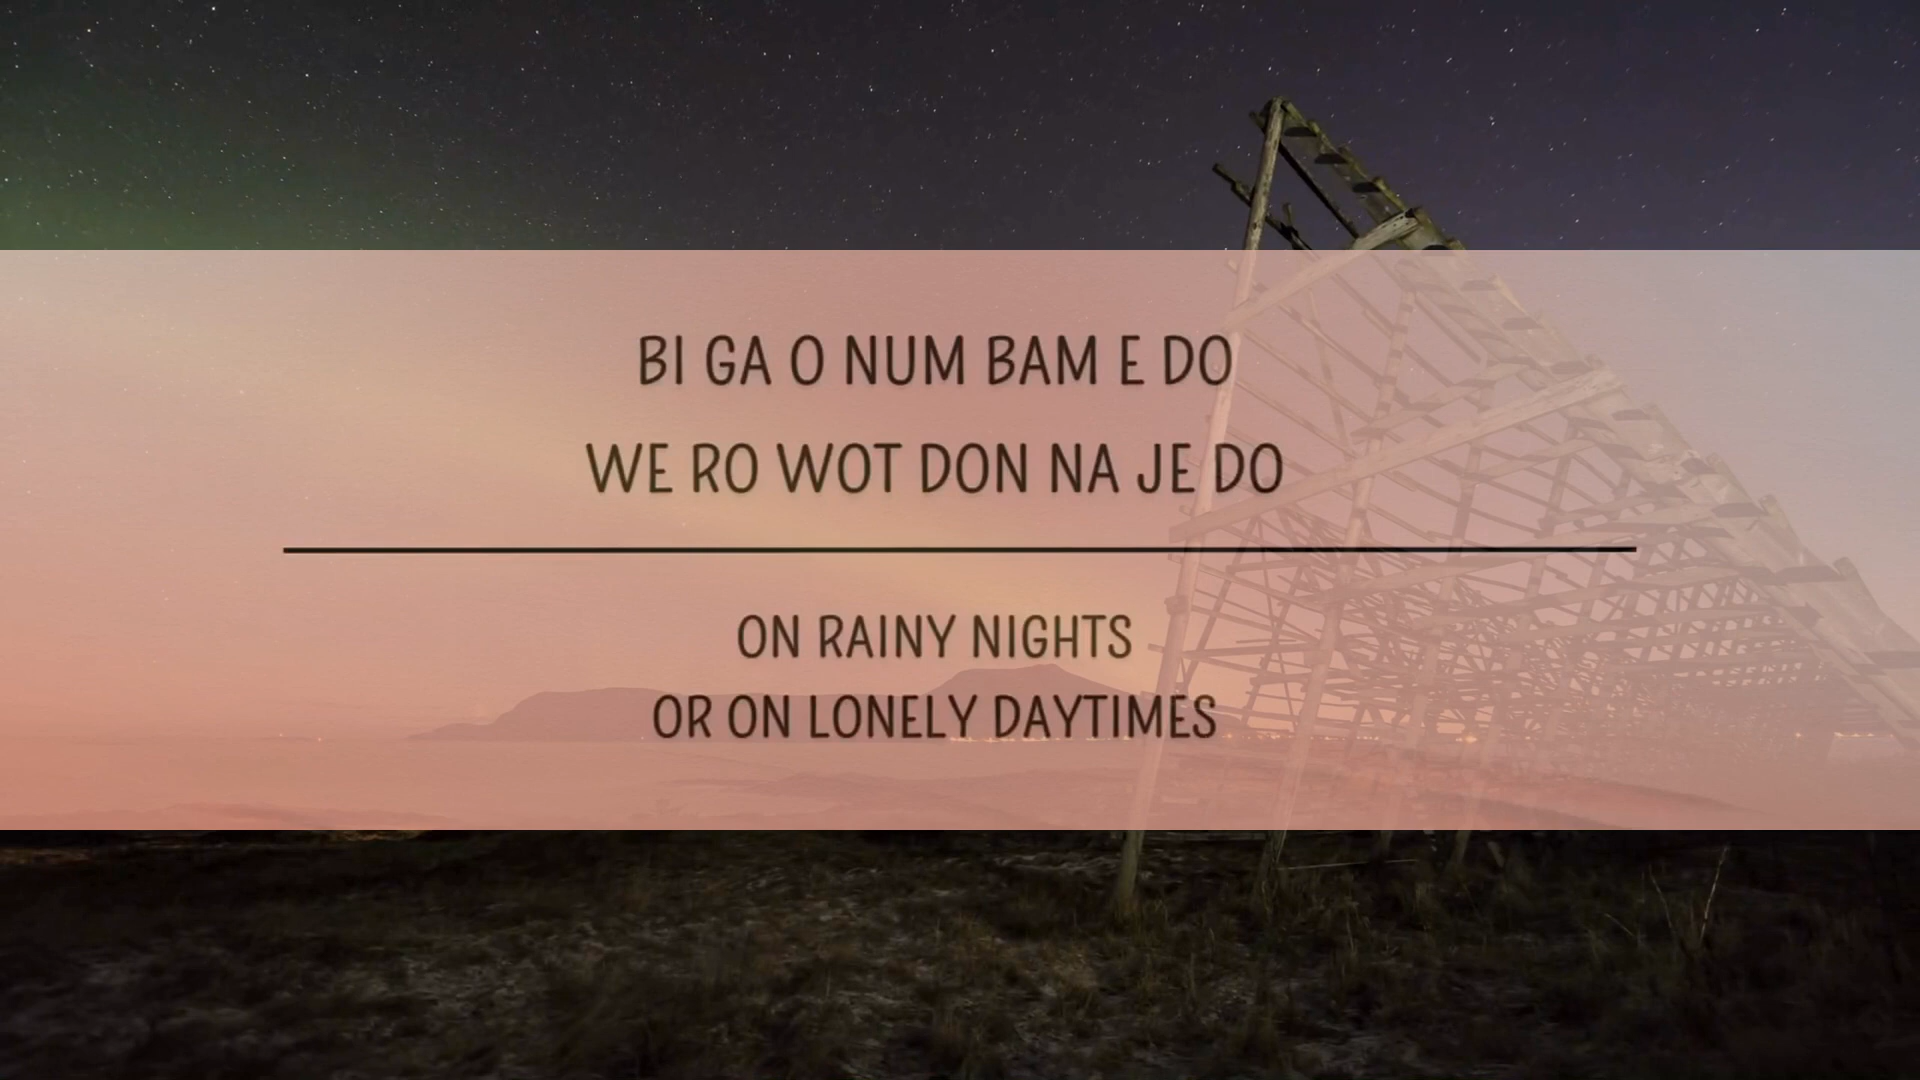 BI GA O NUM BAM E DO
WE RO WOT DON NA JE DO
ON RAINY NIGHTS
OR ON LONELY DAYTIMES